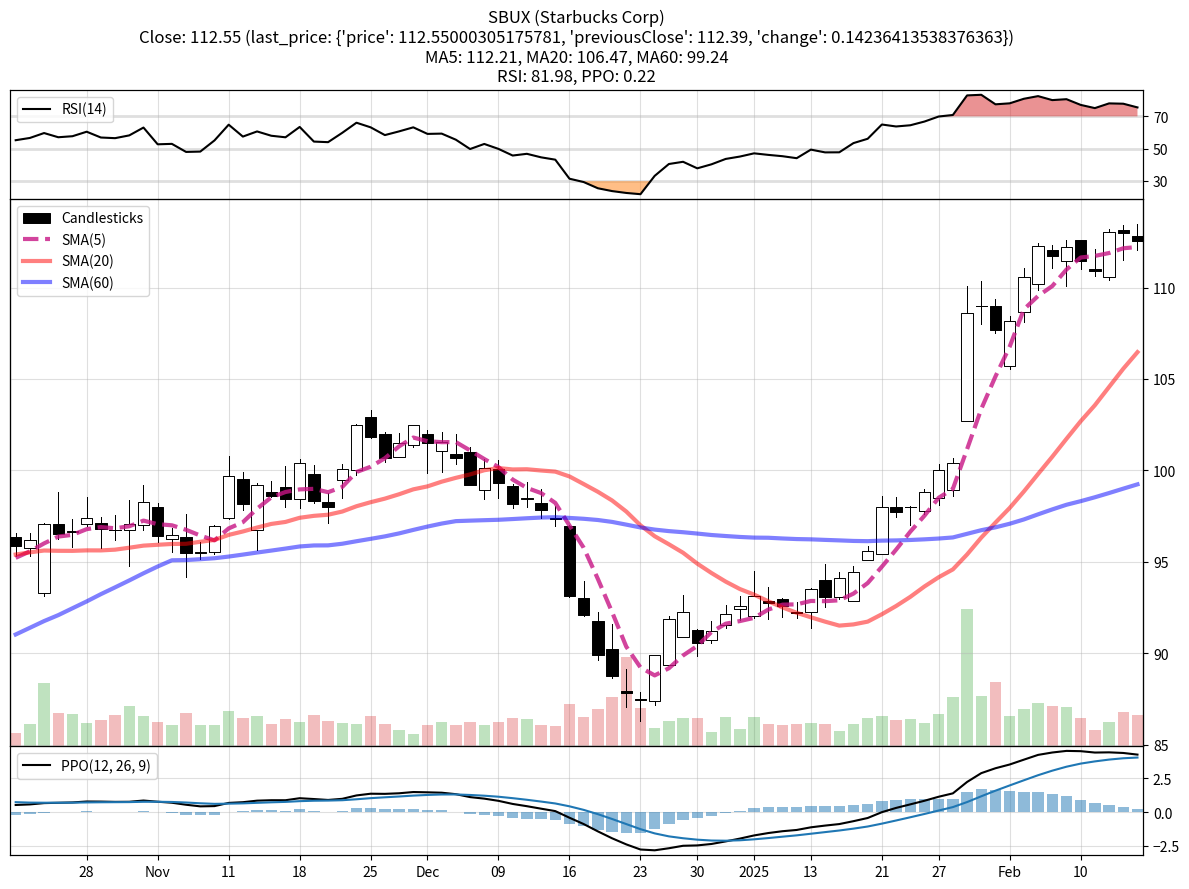 SBUX (Starbucks Corp)
Close: 112.55 (last_price: {'price': 112.55000305175781, 'previousClose': 112.39, 'change': 0.14236413538376363})
MA5: 112.21, MA20: 106.47, MA60: 99.24
RSI: 81.98, PPO: 0.22
RSI(14)
70
50
30
Candlesticks
SMA(5)
SMA(20)
SMA(60)
110
105
100
95
90
85
PPO(12, 26, 9)
2.5
0.0
−2.5
28 Nov 11 18 25 Dec 09 16 23 30 2025 13 21 27 Feb 10